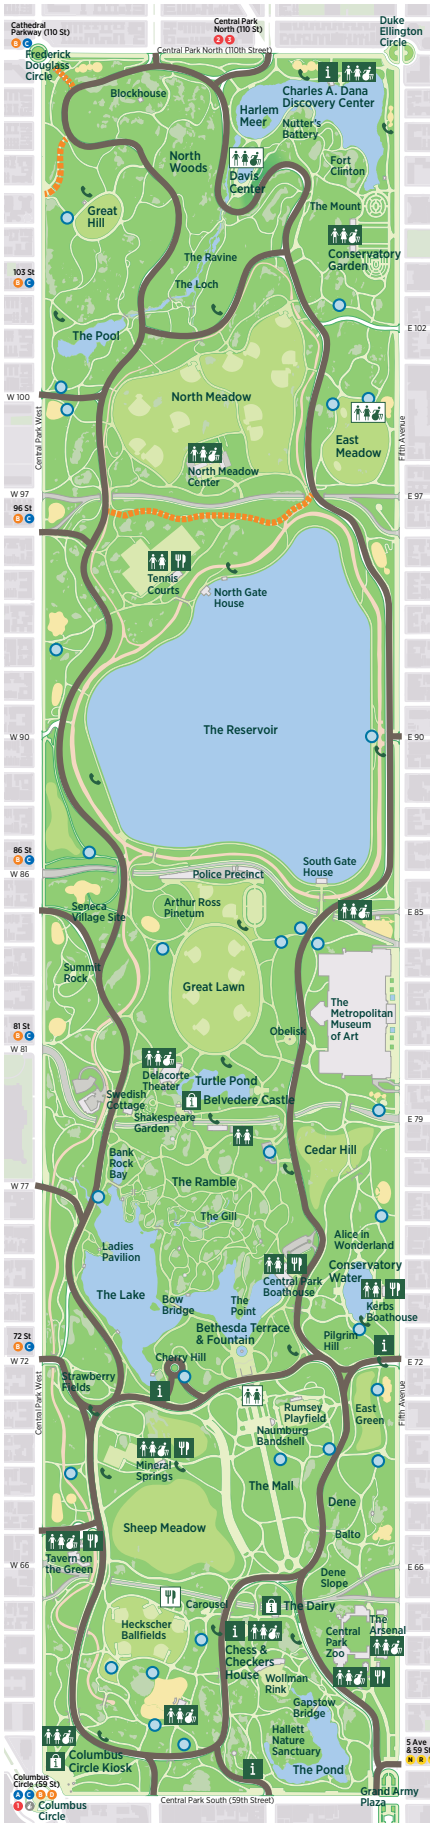 Cathedral
Parkway (110 St)
B C
Central Park
North (110 St)
2 3
Duke
Ellington
Circle
Central Park North (110th Street)
Frederick
Douglass
Circle
Blockhouse
Charles A. Dana
Discovery Center
Harlem
Meer
Nutter's
Battery
North
Woods
Davis
Center
Fort
Clinton
The Mount
Great
Hill
Conservatory
Garden
The Ravine
103 St
B C
The Loch
E 102
The Pool
W 100
North Meadow
Central Park West
Fifth Avenue
East
Meadow
North Meadow
Center
W 97
E 97
96 St
B C
Tennis
Courts
North Gate
House
The Reservoir
W 90
E 90
86 St
B C
W 86
South Gate
House
Police Precinct
Seneca
Village Site
Arthur Ross
Pinetum
E 85
Summit
Rock
Great Lawn
The
Metropolitan
Museum
of Art
Obelisk
81 St
B C
W 81
Delacorte
Theater
Turtle Pond
Belvedere Castle
Swedish
Cottage
Shakespeare
Garden
E 79
Bank
Rock
Bay
Cedar Hill
W 77
The Ramble
The Gill
Ladies
Pavilion
Alice in
Wonderland
Conservatory
Water
Central Park
Boathouse
The Lake
Bow
Bridge
The
Point
Kerbs
Boathouse
Bethesda Terrace
& Fountain
Pilgrim
Hill
72 St
B C
W 72
Cherry Hill
E 72
Strawberry
Fields
Central Park West
Fifth Avenue
Rumsey
Playfield
East
Green
Naumburg
Bandshell
Mineral
Springs
The Mall
Dene
Sheep Meadow
Balto
Tavern on
the Green
W 66
E 66
Dene
Slope
Carousel
The Dairy
Heckscher
Ballfields
The
Arsenal
Central
Park
Zoo
Chess &
Checkers
House
Wollman
Rink
Gapstow
Bridge
Hallett
Nature
Sanctuary
5 Ave
& 59 St
N R
Columbus
Circle Kiosk
The Pond
Columbus
Circle (59 St)
A C B D
1
Columbus
Circle
Central Park South (59th Street)
Grand Army
Plaza